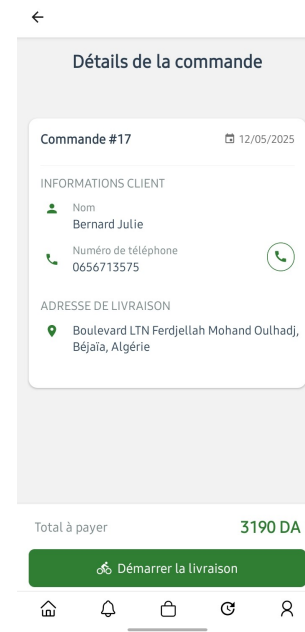 Détails de la commande
Commande #17
12/05/2025
INFORMATIONS CLIENT
Nom
Bernard Julie
Numéro de téléphone
0656713575
ADRESSE DE LIVRAISON
Boulevard LTN Ferdjellah Mohand Oulhadj,
Béjaïa, Algérie
Total à payer
3190 DA
Démarrer la livraison